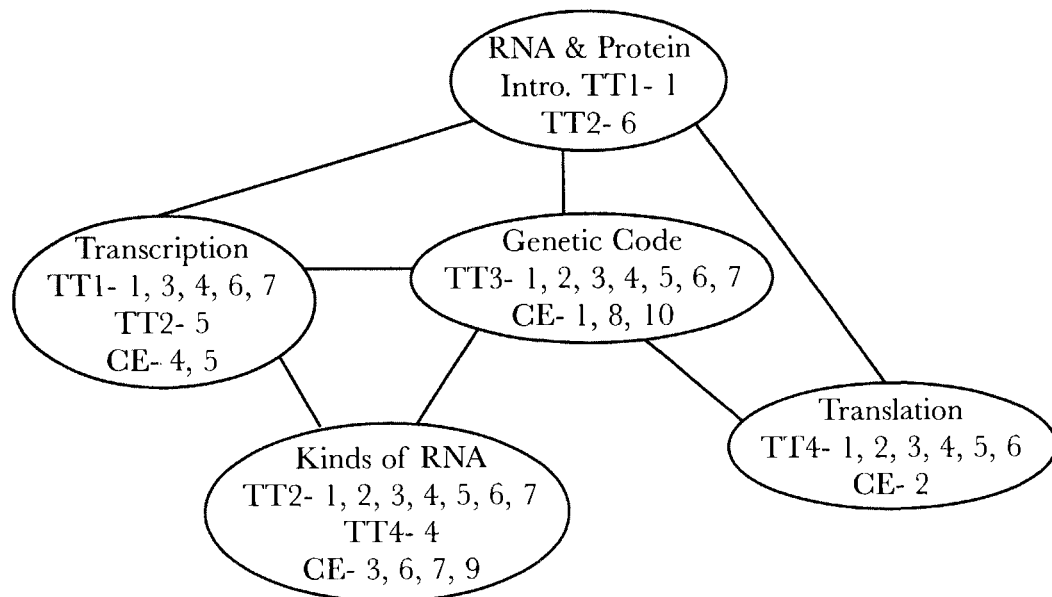 RNA & Protein
Intro. TT1- 1
TT2- 6
Transcription
TT1- 1, 3, 4, 6, 7
TT2- 5
CE- 4, 5
Genetic Code
TT3- 1, 2, 3, 4, 5, 6, 7
CE- 1, 8, 10
Kinds of RNA
TT2- 1, 2, 3, 4, 5, 6, 7
TT4- 4
CE- 3, 6, 7, 9
Translation
TT4- 1, 2, 3, 4, 5, 6
CE- 2